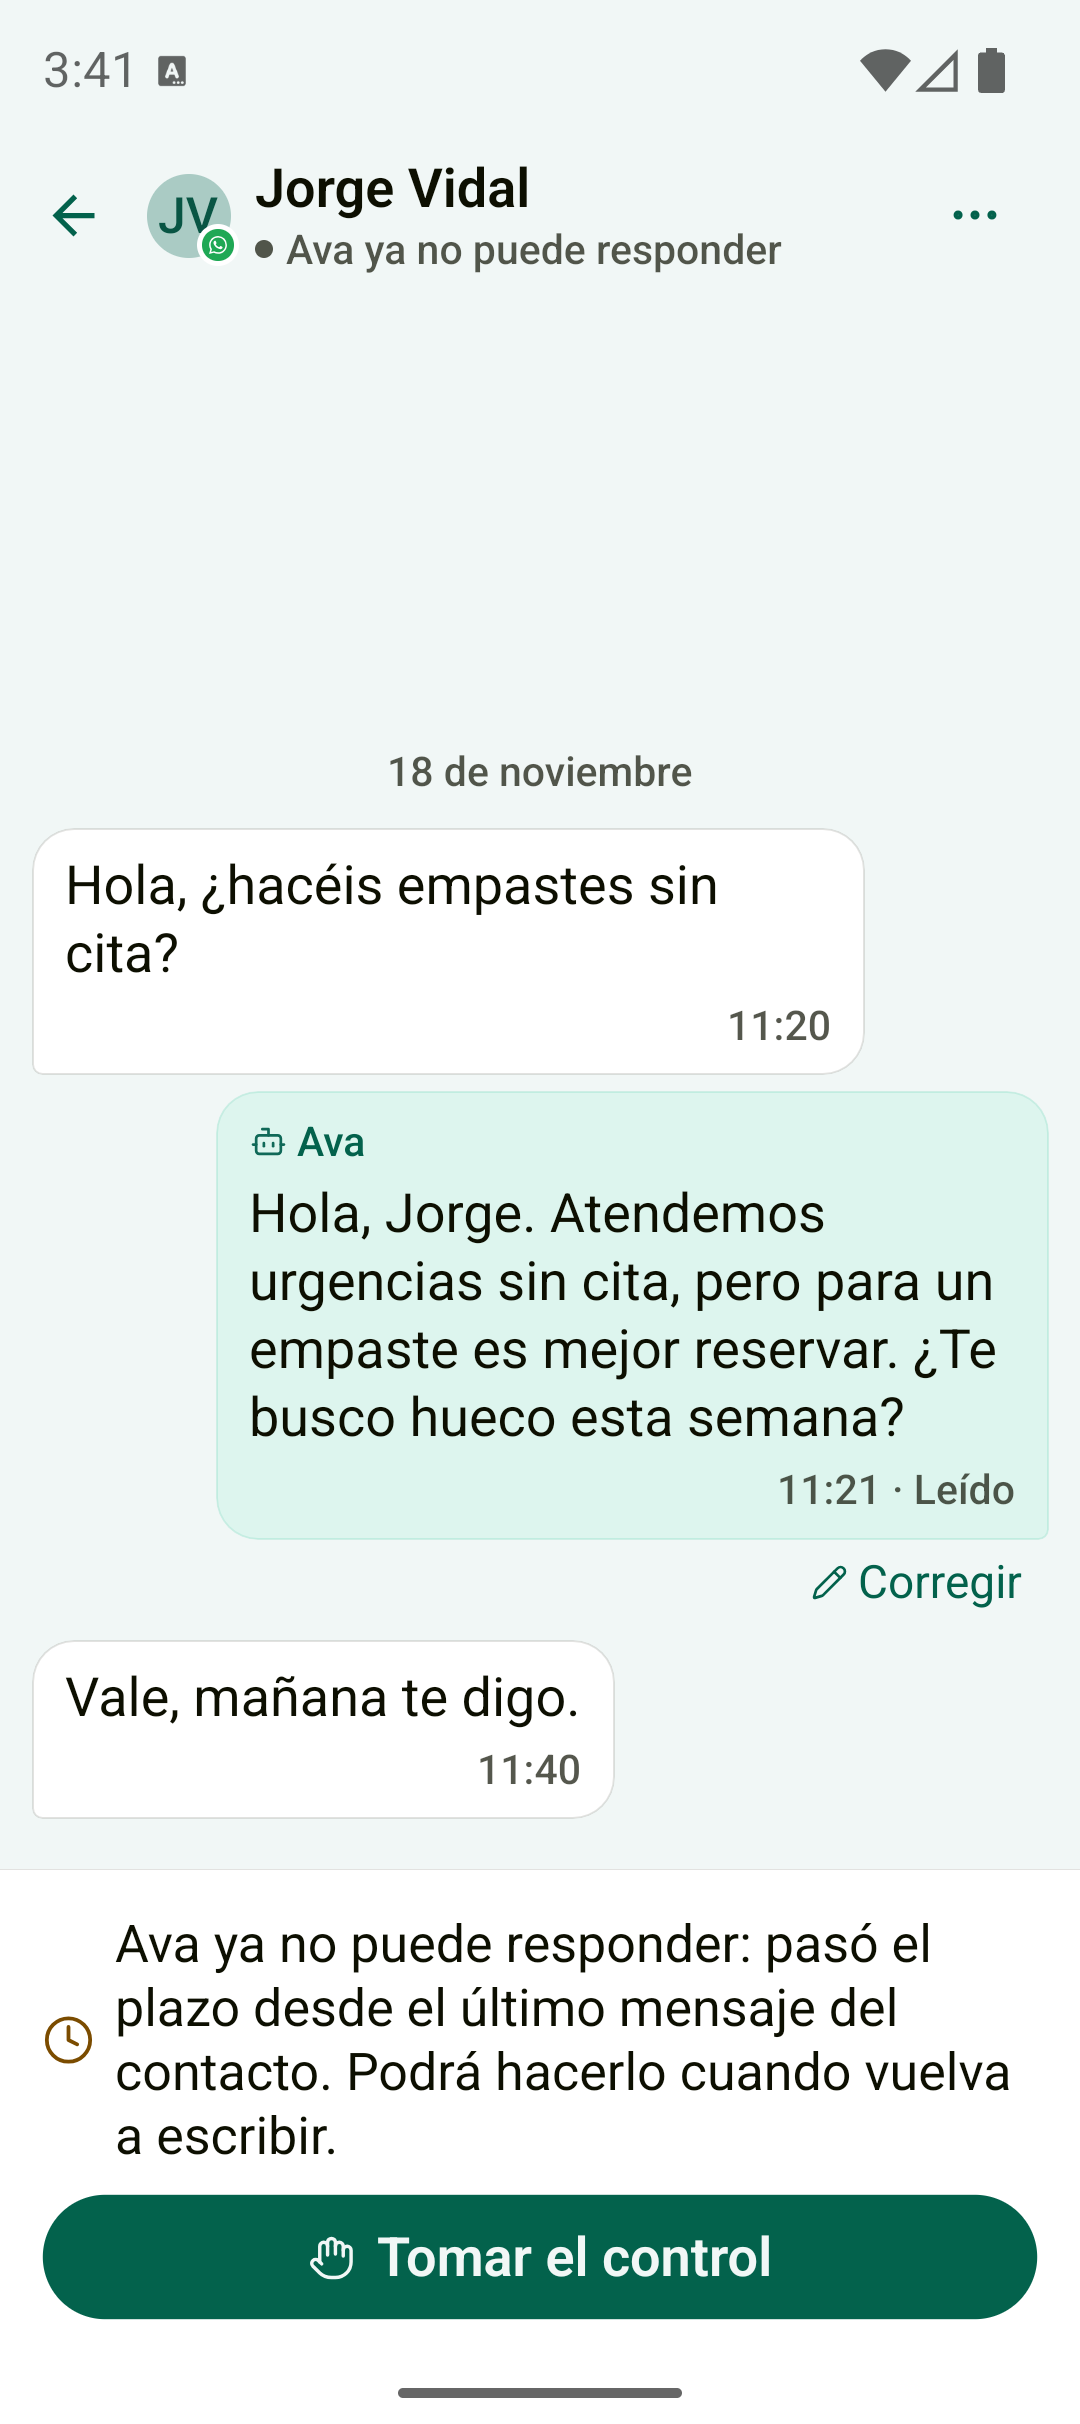 3:41
Jorge Vidal
JV
Ava ya no puede responder
18 de noviembre
Hola, ¿hacéis empastes sin
cita?
11:20
Ava
Hola, Jorge. Atendemos
urgencias sin cita, pero para un
empaste es mejor reservar. ¿Te
busco hueco esta semana?
11:21 · Leído
Corregir
Vale, mañana te digo.
11:40
Ava ya no puede responder: pasó el
plazo desde el último mensaje del
contacto. Podrá hacerlo cuando vuelva
a escribir.
Tomar el control